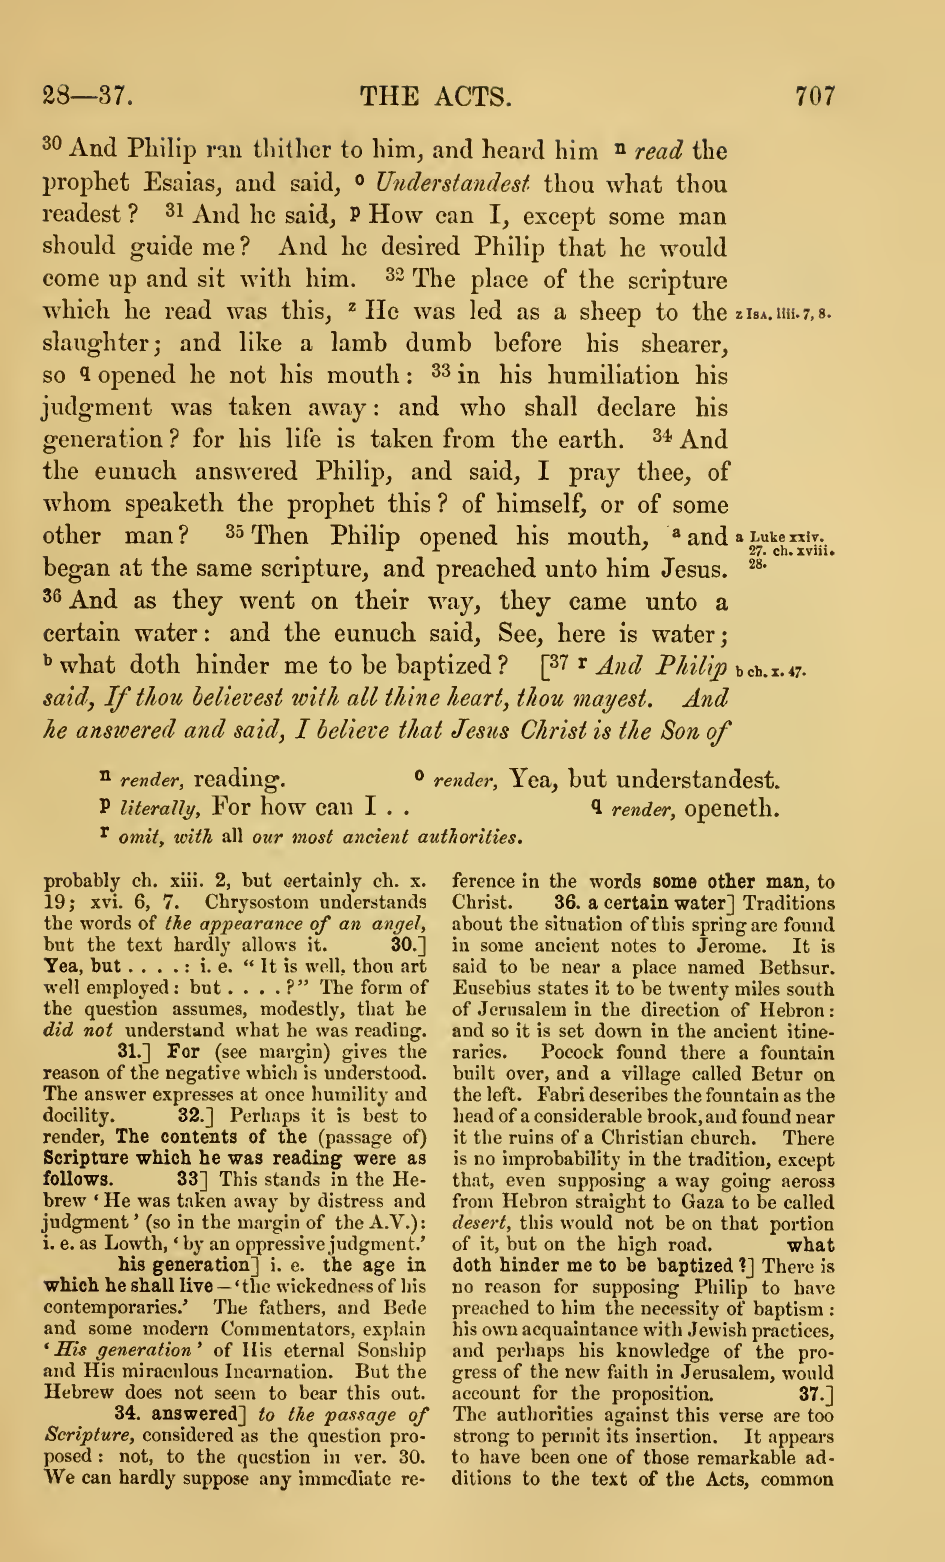 28—37. THE ACTS. 707
30 And Philip ran thither to him, and heard him n read the
prophet Esaias, and said, o Understandest thou what thou
readest? 31 And he said, p How can I, except some man
should guide me? And he desired Philip that he would
come up and sit with him. 32 The place of the scripture
which he read was this, z He was led as a sheep to the z Isa. liii. 7, 8.
slaughter; and like a lamb dumb before his shearer,
so q opened he not his mouth: 33 in his humiliation his
judgment was taken away: and who shall declare his
generation? for his life is taken from the earth. 34 And
the eunuch answered Philip, and said, I pray thee, of
whom speaketh the prophet this? of himself, or of some
other man? 35 Then Philip opened his mouth, a and a Luke xxiv.
27. ch. xviii.
began at the same scripture, and preached unto him Jesus. 28.
36 And as they went on their way, they came unto a
certain water: and the eunuch said, See, here is water;
b what doth hinder me to be baptized? [37 r And Philip b ch. x. 47.
said, If thou believest with all thine heart, thou mayest. And
he answered and said, I believe that Jesus Christ is the Son of
n render, reading. o render, Yea, but understandest.
p literally, For how can I . . q render, openeth.
r omit, with all our most ancient authorities.
probably ch. xiii. 2, but certainly ch. x.
19; xvi. 6, 7. Chrysostom understands
the words of the appearance of an angel,
but the text hardly allows it. 30.]
Yea, but . . . . : i. e. "It is well, thou art
well employed: but . . . . ?" The form of
the question assumes, modestly, that he
did not understand what he was reading.
31.] For (see margin) gives the
reason of the negative which is understood.
The answer expresses at once humility and
docility. 32.] Perhaps it is best to
render, The contents of the (passage of)
Scripture which he was reading were as
follows. 33] This stands in the He-
brew 'He was taken away by distress and
judgment' (so in the margin of the A.V.):
i. e. as Lowth, 'by an oppressive judgment.'
his generation] i. e. the age in
which he shall live—'the wickedness of his
contemporaries.' The fathers, and Bede
and some modern Commentators, explain
'His generation' of His eternal Sonship
and His miraculous Incarnation. But the
Hebrew does not seem to bear this out.
34. answered] to the passage of
Scripture, considered as the question pro-
posed: not, to the question in ver. 30.
We can hardly suppose any immediate re-
ference in the words some other man, to
Christ. 36. a certain water] Traditions
about the situation of this spring are found
in some ancient notes to Jerome. It is
said to be near a place named Bethsur.
Eusebius states it to be twenty miles south
of Jerusalem in the direction of Hebron:
and so it is set down in the ancient itine-
raries. Pocock found there a fountain
built over, and a village called Betur on
the left. Fabri describes the fountain as the
head of a considerable brook, and found near
it the ruins of a Christian church. There
is no improbability in the tradition, except
that, even supposing a way going across
from Hebron straight to Gaza to be called
desert, this would not be on that portion
of it, but on the high road. what
doth hinder me to be baptized?] There is
no reason for supposing Philip to have
preached to him the necessity of baptism:
his own acquaintance with Jewish practices,
and perhaps his knowledge of the pro-
gress of the new faith in Jerusalem, would
account for the proposition. 37.]
The authorities against this verse are too
strong to permit its insertion. It appears
to have been one of those remarkable ad-
ditions to the text of the Acts, common